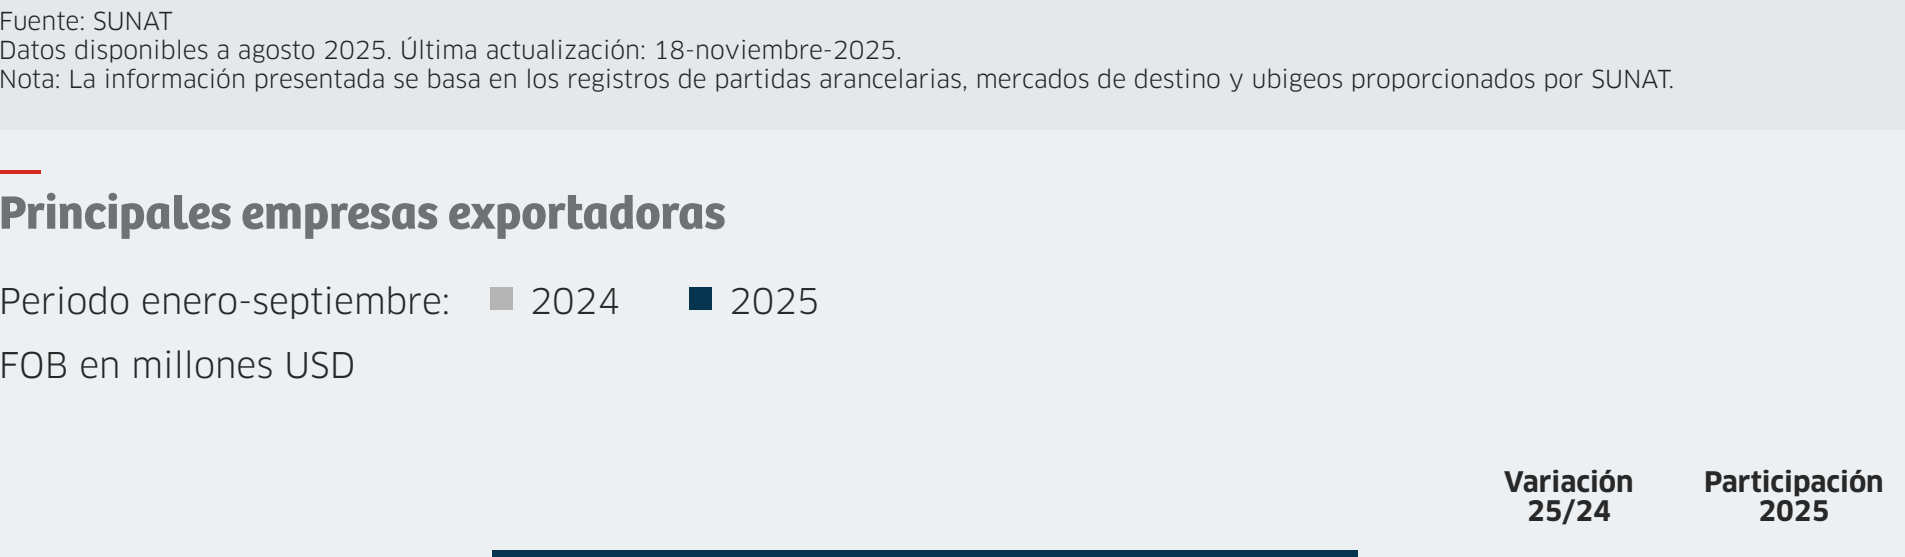 Fuente: SUNAT
Datos disponibles a agosto 2025. Última actualización: 18-noviembre-2025.
Nota: La información presentada se basa en los registros de partidas arancelarias, mercados de destino y ubigeos proporcionados por SUNAT.
Principales empresas exportadoras
Periodo enero-septiembre: 2024 2025
FOB en millones USD
Variación Participación
25/24 2025